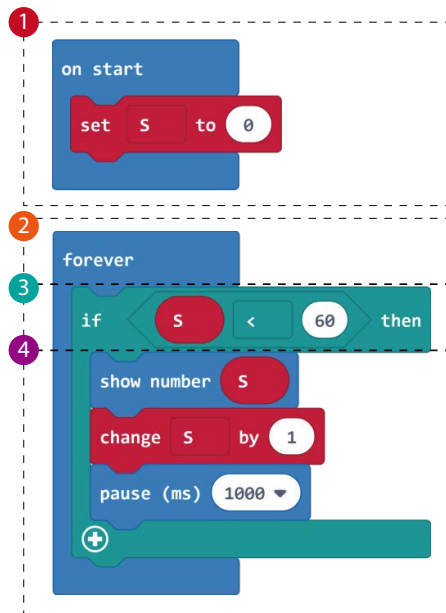 1
on start
set S to 0
2
forever
3
if S < 60 then
4
show number S
change S by 1
pause (ms) 1000